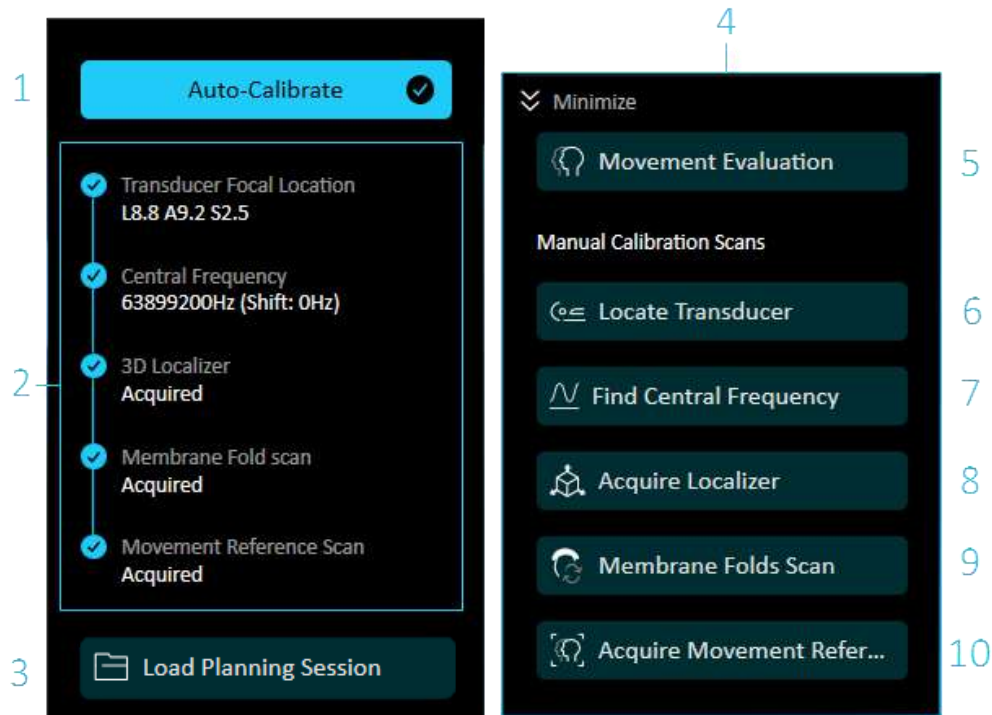 1
Auto-Calibrate
2
Transducer Focal Location
L8.8 A9.2 S2.5
Central Frequency
63899200Hz (Shift: 0Hz)
3D Localizer
Acquired
Membrane Fold scan
Acquired
Movement Reference Scan
Acquired
3
Load Planning Session
4
Minimize
Movement Evaluation
5
Manual Calibration Scans
Locate Transducer
6
Find Central Frequency
7
Acquire Localizer
8
Membrane Folds Scan
9
Acquire Movement Refer...
10